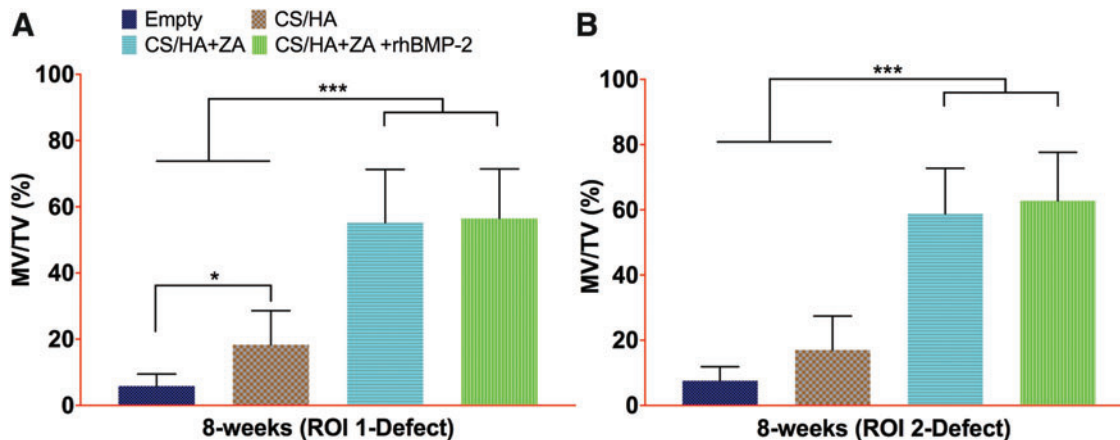 A
Empty
CS/HA
CS/HA+ZA
CS/HA+ZA +rhBMP-2
MV/TV (%)
100
80
60
40
20
0
***
*
8-weeks (ROI 1-Defect)
B
MV/TV (%)
100
80
60
40
20
0
***
8-weeks (ROI 2-Defect)